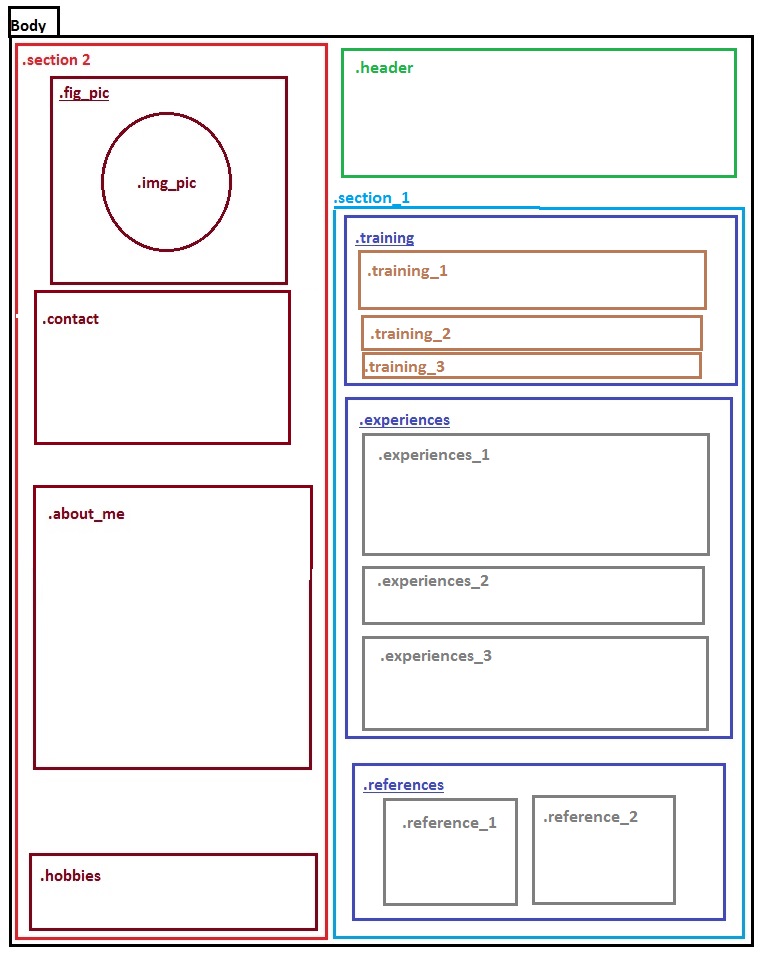 Body
.section 2
.fig_pic
.img_pic
.contact
.about_me
.hobbies
.header
.section_1
.training
.training_1
.training_2
.training_3
.experiences
.experiences_1
.experiences_2
.experiences_3
.references
.reference_1
.reference_2